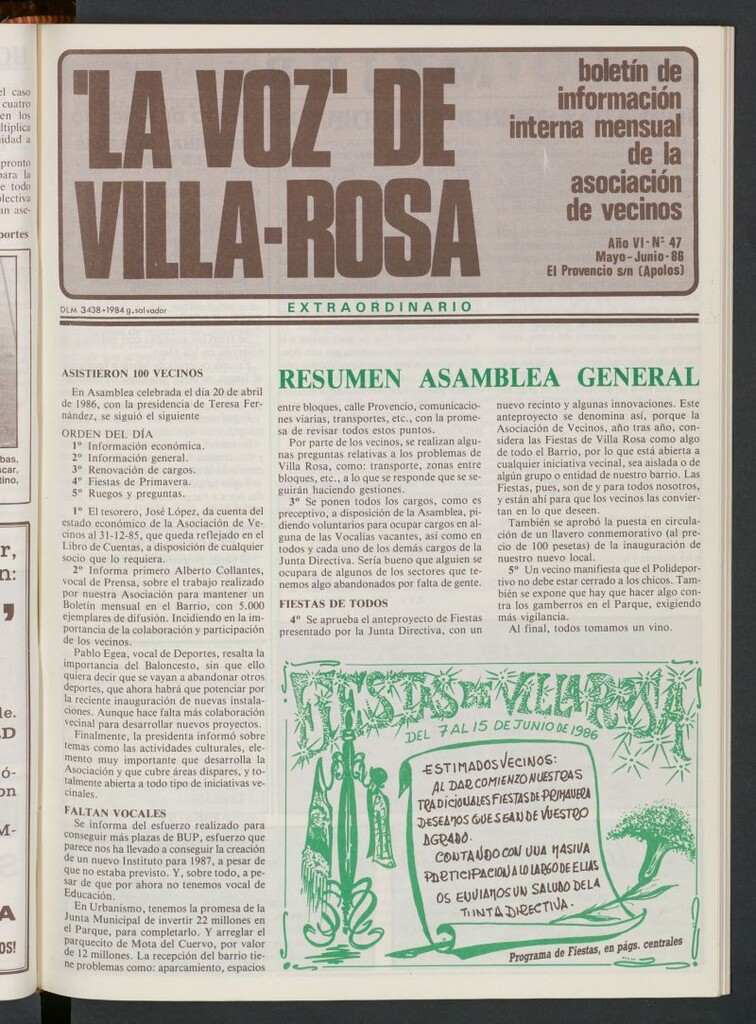 'LA VOZ' DE
VILLA-ROSA
boletín de
información
interna mensual
de la
asociación
de vecinos
Año VI - Nº 47
Mayo-Junio-86
El Provencio s/n (Apolos)
DLM 3438-1984 g.salvador
EXTRAORDINARIO
ASISTIERON 100 VECINOS
En Asamblea celebrada el día 20 de abril
de 1986, con la presidencia de Teresa Fer-
nández, se siguió el siguiente
ORDEN DEL DÍA
1º Información económica.
2º Información general.
3º Renovación de cargos.
4º Fiestas de Primavera.
5º Ruegos y preguntas.
1º El tesorero, José López, da cuenta del
estado económico de la Asociación de Ve-
cinos al 31-12-85, que queda reflejado en el
Libro de Cuentas, a disposición de cualquier
socio que lo requiera.
2º Informa primero Alberto Collantes,
vocal de Prensa, sobre el trabajo realizado
por nuestra Asociación para mantener un
Boletín mensual en el Barrio, con 5.000
ejemplares de difusión. Incidiendo en la im-
portancia de la colaboración y participación
de los vecinos.
Pablo Egea, vocal de Deportes, resalta la
importancia del Baloncesto, sin que ello
quiera decir que se vayan a abandonar otros
deportes, que ahora habrá que potenciar por
la reciente inauguración de nuevas instala-
ciones. Aunque hace falta más colaboración
vecinal para desarrollar nuevos proyectos.
Finalmente, la presidenta informó sobre
temas como las actividades culturales, ele-
mento muy importante que desarrolla la
Asociación y que cubre áreas dispares, y to-
talmente abierta a todo tipo de iniciativas ve-
cinales.
FALTAN VOCALES
Se informa del esfuerzo realizado para
conseguir más plazas de BUP, esfuerzo que
parece nos ha llevado a conseguir la creación
de un nuevo Instituto para 1987, a pesar de
que no estaba previsto. Y, sobre todo, a pe-
sar de que por ahora no tenemos vocal de
Educación.
En Urbanismo, tenemos la promesa de la
Junta Municipal de invertir 22 millones en
el Parque, para completarlo. Y arreglar el
parquecito de Mota del Cuervo, por valor
de 12 millones. La recepción del barrio tie-
ne problemas como: aparcamiento, espacios
RESUMEN ASAMBLEA GENERAL
entre bloques, calle Provencio, comunicacio-
nes viarias, transportes, etc., con la prome-
sa de revisar todos estos puntos.
Por parte de los vecinos, se realizan algu-
nas preguntas relativas a los problemas de
Villa Rosa, como: transporte, zonas entre
bloques, etc., a lo que se responde que se se-
guirán haciendo gestiones.
3º Se ponen todos los cargos, como es
preceptivo, a disposición de la Asamblea, pi-
diendo voluntarios para ocupar cargos en al-
guna de las Vocalías vacantes, así como en
todos y cada uno de los demás cargos de la
Junta Directiva. Sería bueno que alguien se
ocupara de algunos de los sectores que te-
nemos algo abandonados por falta de gente.
FIESTAS DE TODOS
4º Se aprueba el anteproyecto de Fiestas
presentado por la Junta Directiva, con un
nuevo recinto y algunas innovaciones. Este
anteproyecto se denomina así, porque la
Asociación de Vecinos, año tras año, con-
sidera las Fiestas de Villa Rosa como algo
de todo el Barrio, por lo que está abierta a
cualquier iniciativa vecinal, sea aislada o de
algún grupo o entidad de nuestro barrio. Las
Fiestas, pues, son de y para todos nosotros,
y están ahí para que los vecinos las convier-
tan en lo que deseen.
También se aprobó la puesta en circula-
ción de un llavero conmemorativo (al pre-
cio de 100 pesetas) de la inauguración de
nuestro nuevo local.
5º Un vecino manifiesta que el Polidepor-
tivo no debe estar cerrado a los chicos. Tam-
bién se expone que hay que hacer algo contra
los gamberros en el Parque, exigiendo
más vigilancia.
Al final, todos tomamos un vino.
FIESTAS DE VILLA ROSA
DEL 7 AL 15 DE JUNIO DE 1986
ESTIMADOS VECINOS:
AL DAR COMIENZO NUESTRAS
TRADICIONALES FIESTAS DE PRIMAVERA
DESEAMOS QUE SEAN DE VUESTRO
AGRADO.
CONTANDO CON UNA MASIVA
PARTICIPACION A LO LARGO DE ELLAS
OS ENVIAMOS UN SALUDO DE LA
JUNTA DIRECTIVA.
Programa de Fiestas, en págs. centrales